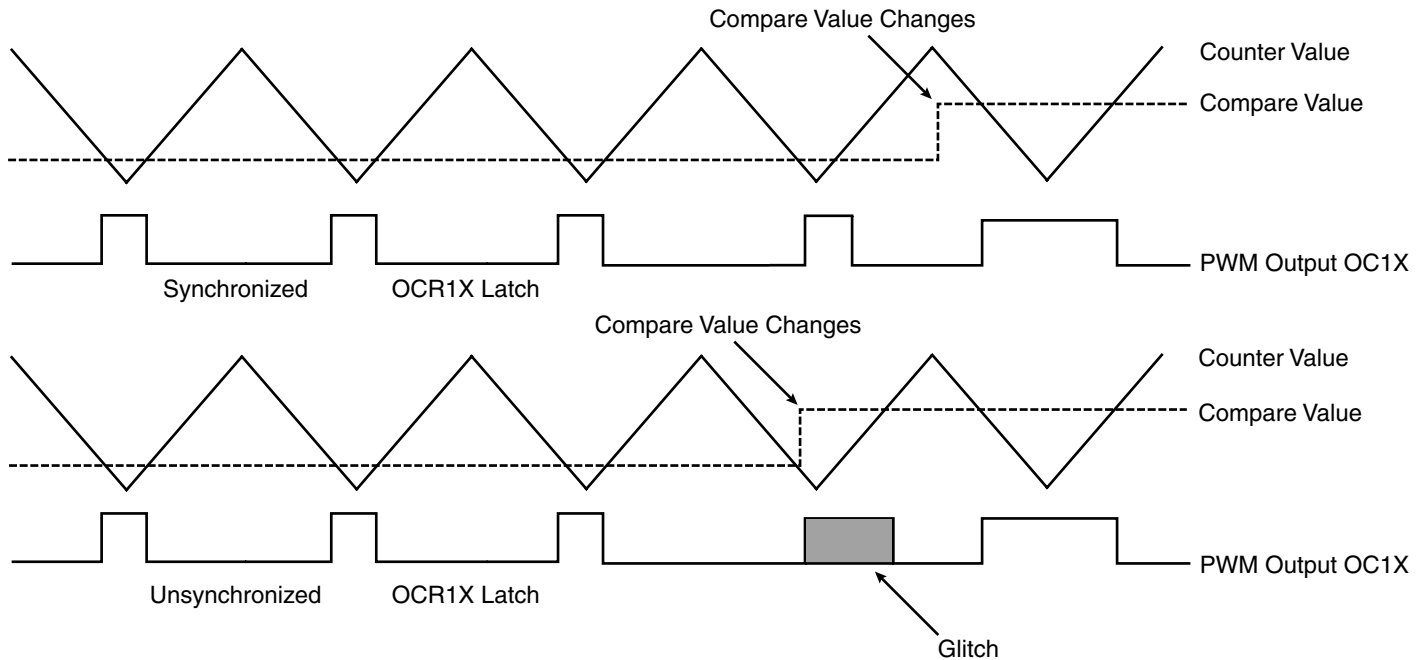 Compare Value Changes
Counter Value
Compare Value
PWM Output OC1X
Synchronized OCR1X Latch
Compare Value Changes
Counter Value
Compare Value
PWM Output OC1X
Unsynchronized OCR1X Latch
Glitch